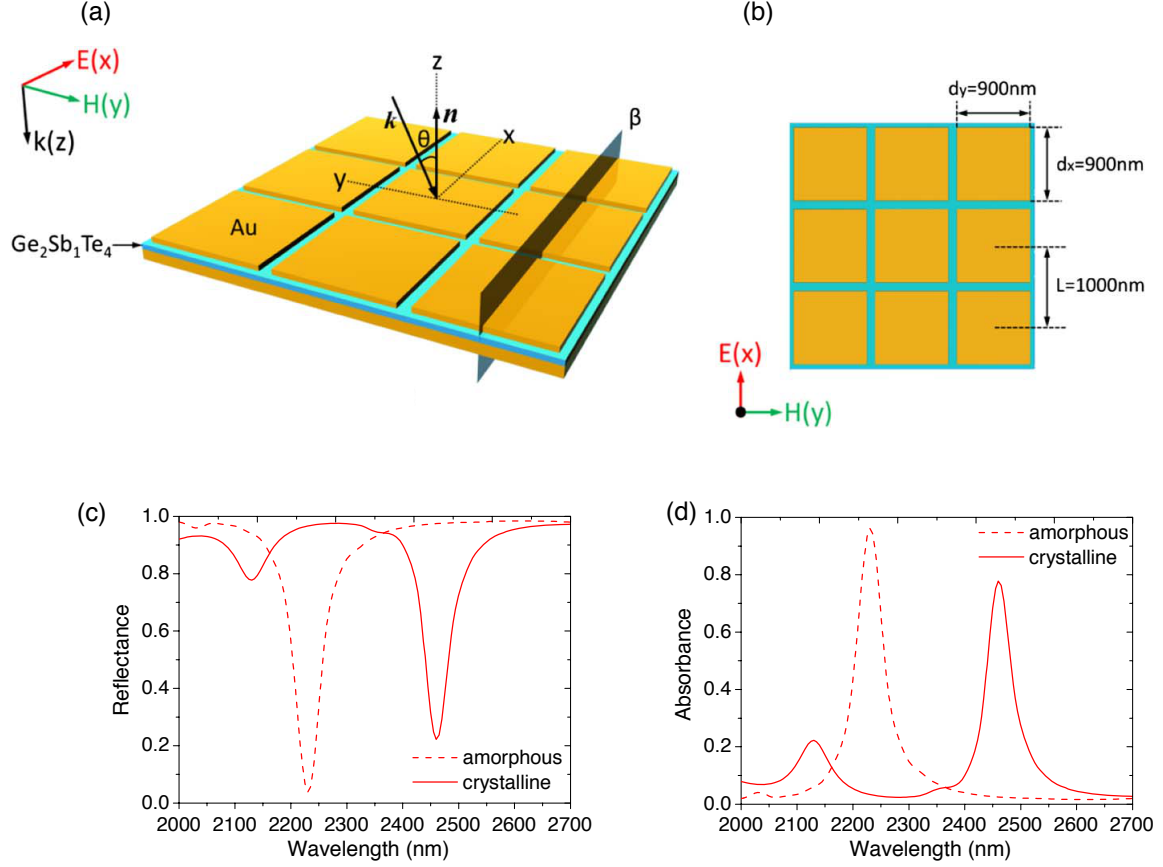 (a)
E(x)
H(y)
k(z)
z
k
n
θ
x
y
β
Au
Ge₂Sb₁Te₄
(b)
dy=900nm
dx=900nm
L=1000nm
E(x)
H(y)
(c)
Reflectance
1.0
0.8
0.6
0.4
0.2
0.0
amorphous
crystalline
2000 2100 2200 2300 2400 2500 2600 2700
Wavelength (nm)
(d)
Absorbance
1.0
0.8
0.6
0.4
0.2
0.0
amorphous
crystalline
2000 2100 2200 2300 2400 2500 2600 2700
Wavelength (nm)